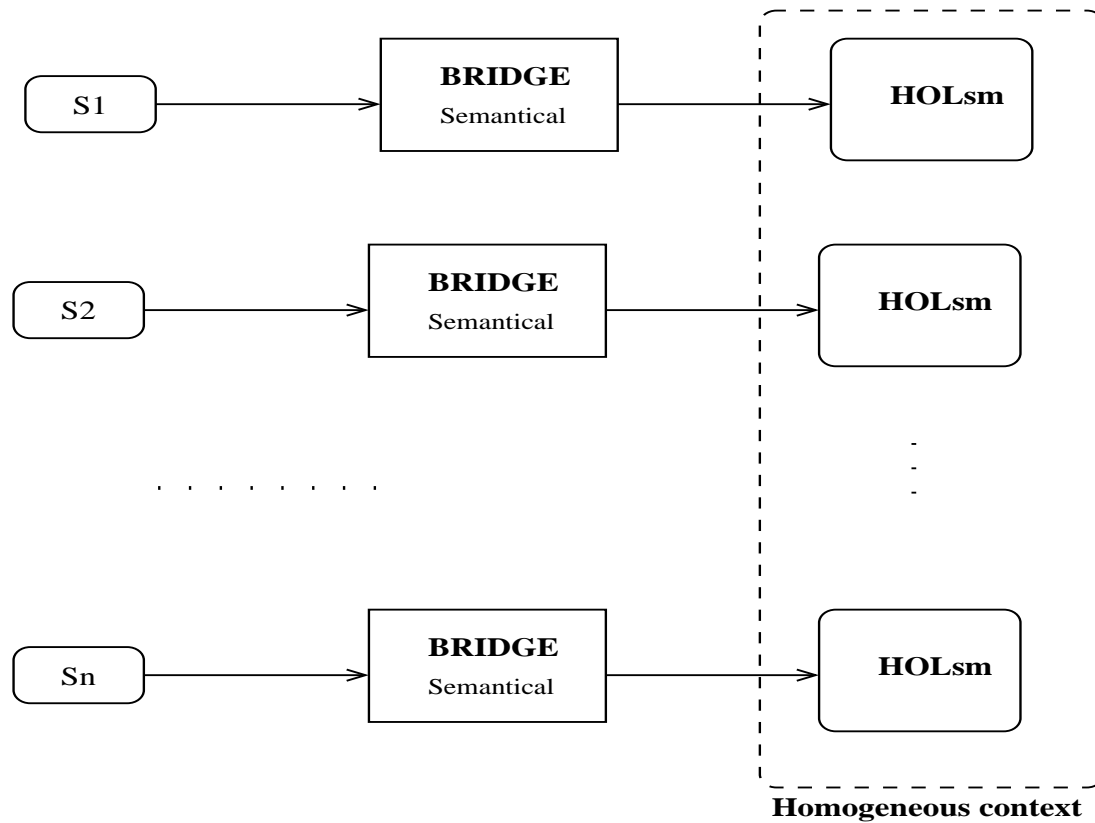 S1
BRIDGE
Semantical
HOLsm
S2
BRIDGE
Semantical
HOLsm
Sn
BRIDGE
Semantical
HOLsm
Homogeneous context